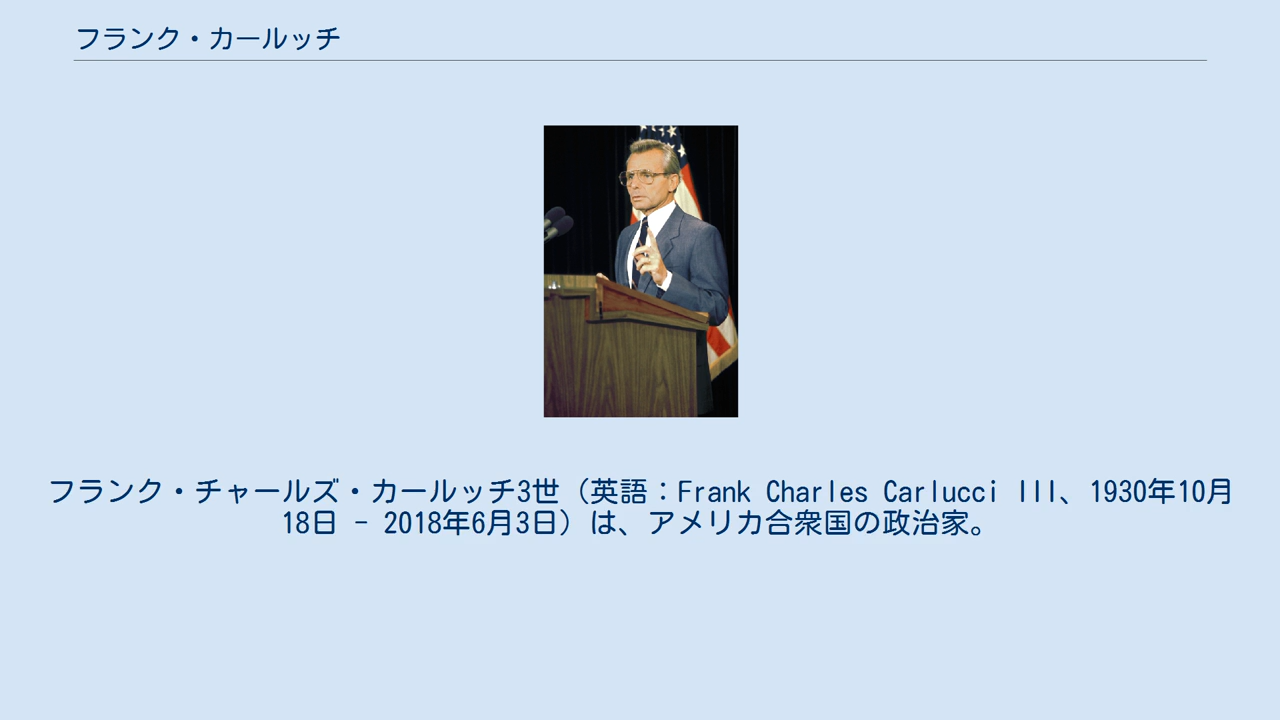 フランク・カールッチ
フランク・チャールズ・カールッチ3世（英語：Frank Charles Carlucci III、1930年10月
18日 - 2018年6月3日）は、アメリカ合衆国の政治家。